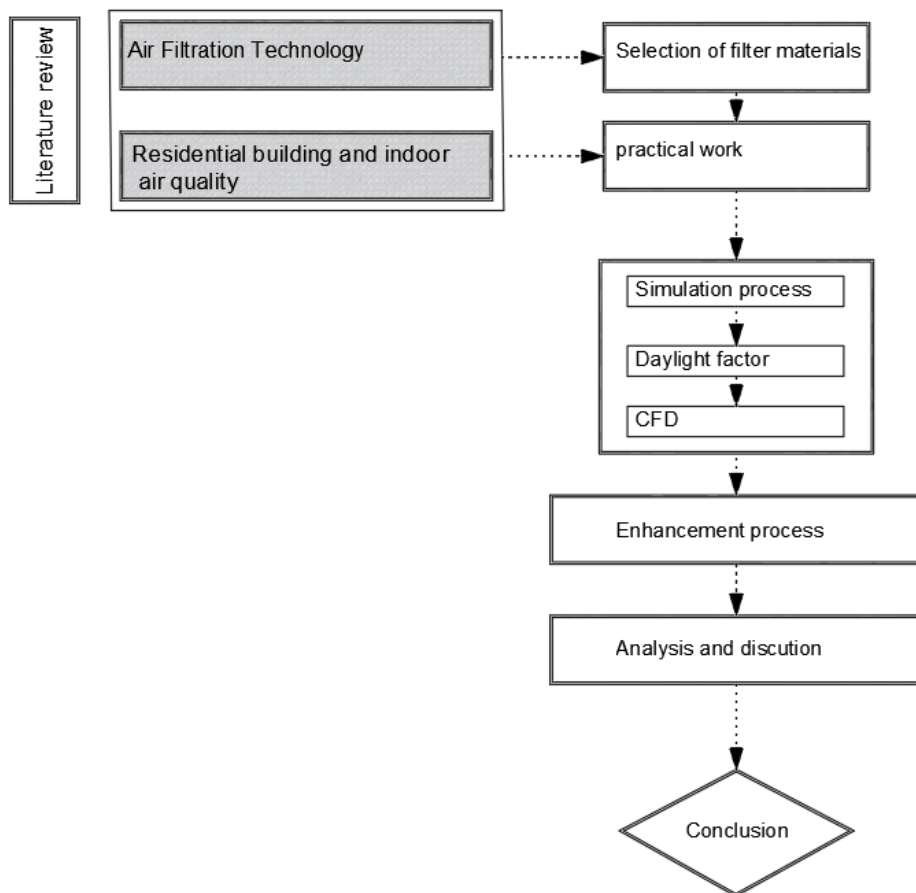 Literature review
Air Filtration Technology
Residential building and indoor
air quality
Selection of filter materials
practical work
Simulation process
Daylight factor
CFD
Enhancement process
Analysis and discution
Conclusion